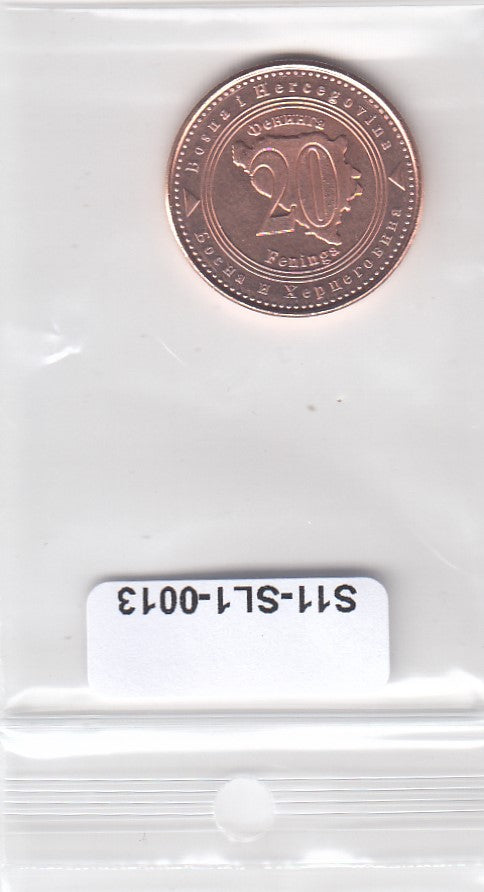 Bosna i Hercegovina
Фенинга
20
Feninga
Босна и Херцеговина
S11-SL1-0013